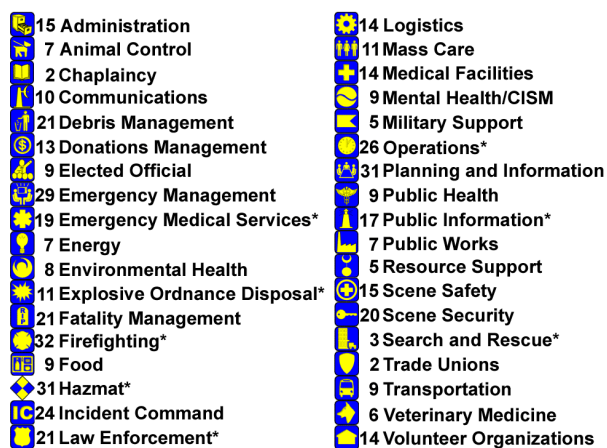 15 Administration
7 Animal Control
2 Chaplaincy
10 Communications
21 Debris Management
$ 13 Donations Management
9 Elected Official
29 Emergency Management
19 Emergency Medical Services*
7 Energy
8 Environmental Health
11 Explosive Ordnance Disposal*
RIP 21 Fatality Management
32 Firefighting*
9 Food
31 Hazmat*
IC 24 Incident Command
21 Law Enforcement*
14 Logistics
11 Mass Care
14 Medical Facilities
9 Mental Health/CISM
5 Military Support
26 Operations*
31 Planning and Information
9 Public Health
17 Public Information*
7 Public Works
5 Resource Support
15 Scene Safety
20 Scene Security
3 Search and Rescue*
2 Trade Unions
9 Transportation
6 Veterinary Medicine
14 Volunteer Organizations